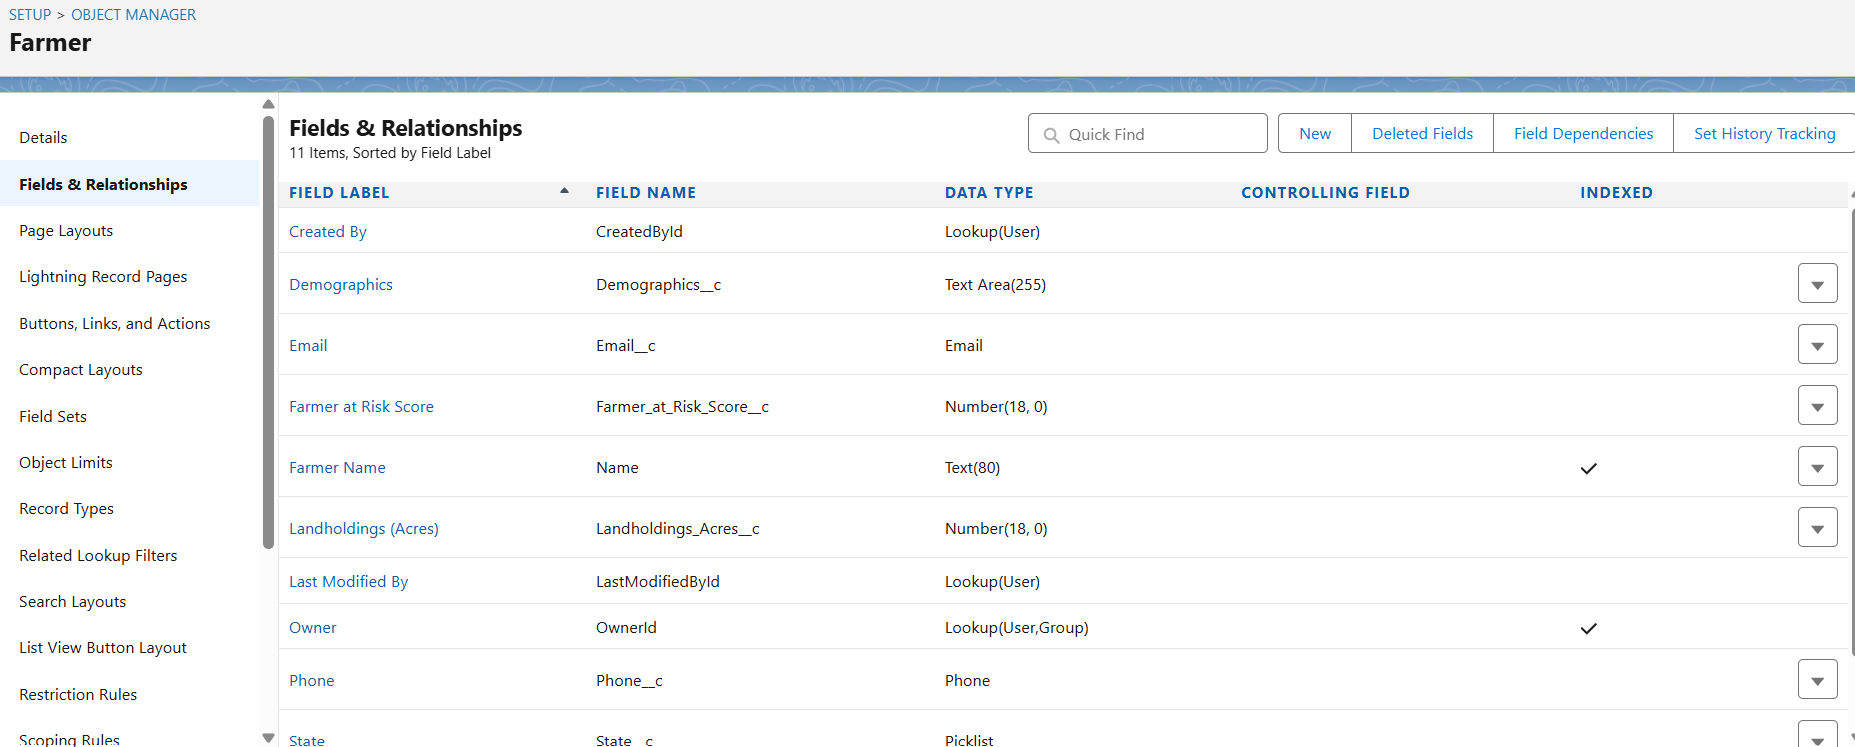 SETUP > OBJECT MANAGER
Farmer
Details
Fields & Relationships
Page Layouts
Lightning Record Pages
Buttons, Links, and Actions
Compact Layouts
Field Sets
Object Limits
Record Types
Related Lookup Filters
Search Layouts
List View Button Layout
Restriction Rules
Scoping Rules
Fields & Relationships
11 Items, Sorted by Field Label
Quick Find
New
Deleted Fields
Field Dependencies
Set History Tracking
FIELD LABEL FIELD NAME DATA TYPE CONTROLLING FIELD INDEXED
Created By CreatedById Lookup(User)
Demographics Demographics__c Text Area(255)
Email Email__c Email
Farmer at Risk Score Farmer_at_Risk_Score__c Number(18, 0)
Farmer Name Name Text(80)
Landholdings (Acres) Landholdings_Acres__c Number(18, 0)
Last Modified By LastModifiedById Lookup(User)
Owner OwnerId Lookup(User,Group)
Phone Phone__c Phone
State State__c Picklist